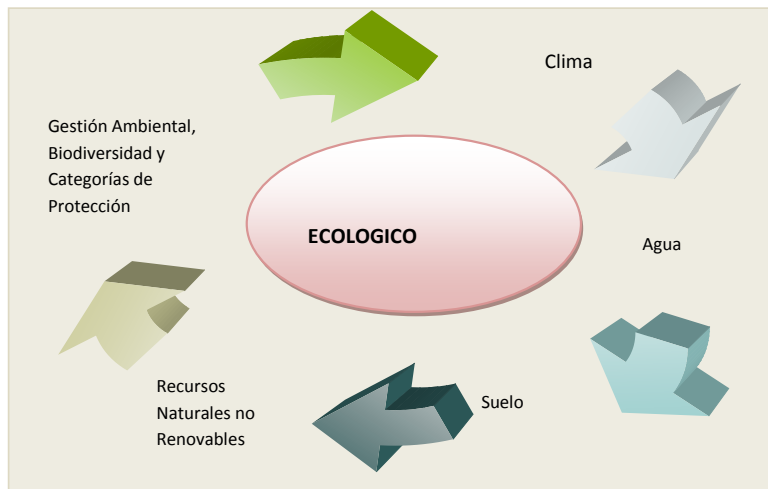 Clima
Gestión Ambiental,
Biodiversidad y
Categorías de
Protección
ECOLOGICO
Agua
Recursos
Naturales no
Renovables
Suelo